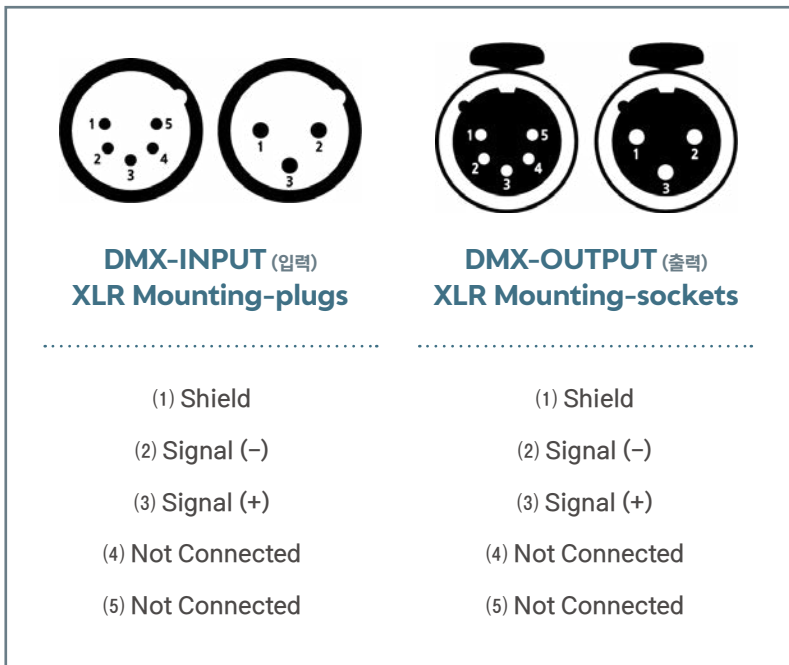 1 5
2 4
3
1 2
3
1 5
2 4
3
1 2
3
DMX-INPUT (입력)
XLR Mounting-plugs
(1) Shield
(2) Signal (−)
(3) Signal (+)
(4) Not Connected
(5) Not Connected
DMX-OUTPUT (출력)
XLR Mounting-sockets
(1) Shield
(2) Signal (−)
(3) Signal (+)
(4) Not Connected
(5) Not Connected